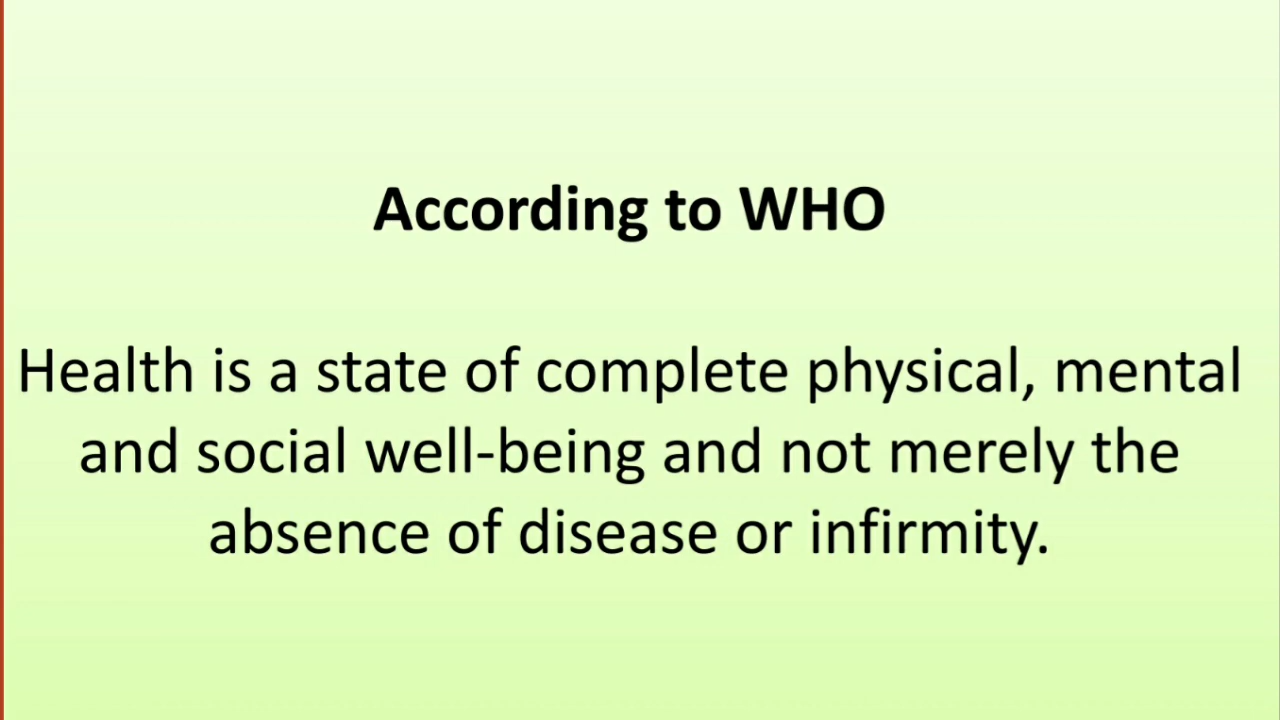 According to WHO
Health is a state of complete physical, mental
and social well-being and not merely the
absence of disease or infirmity.